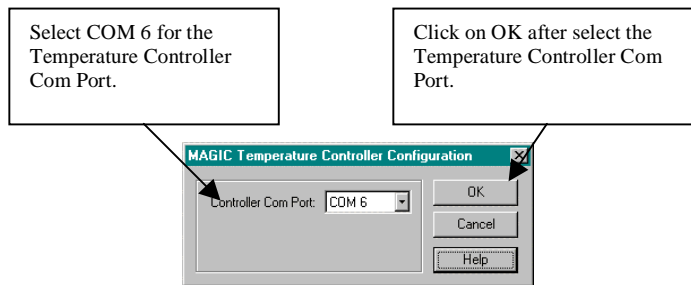 Select COM 6 for the
Temperature Controller
Com Port.
Click on OK after select the
Temperature Controller Com
Port.
MAGIC Temperature Controller Configuration
Controller Com Port: COM 6
OK
Cancel
Help